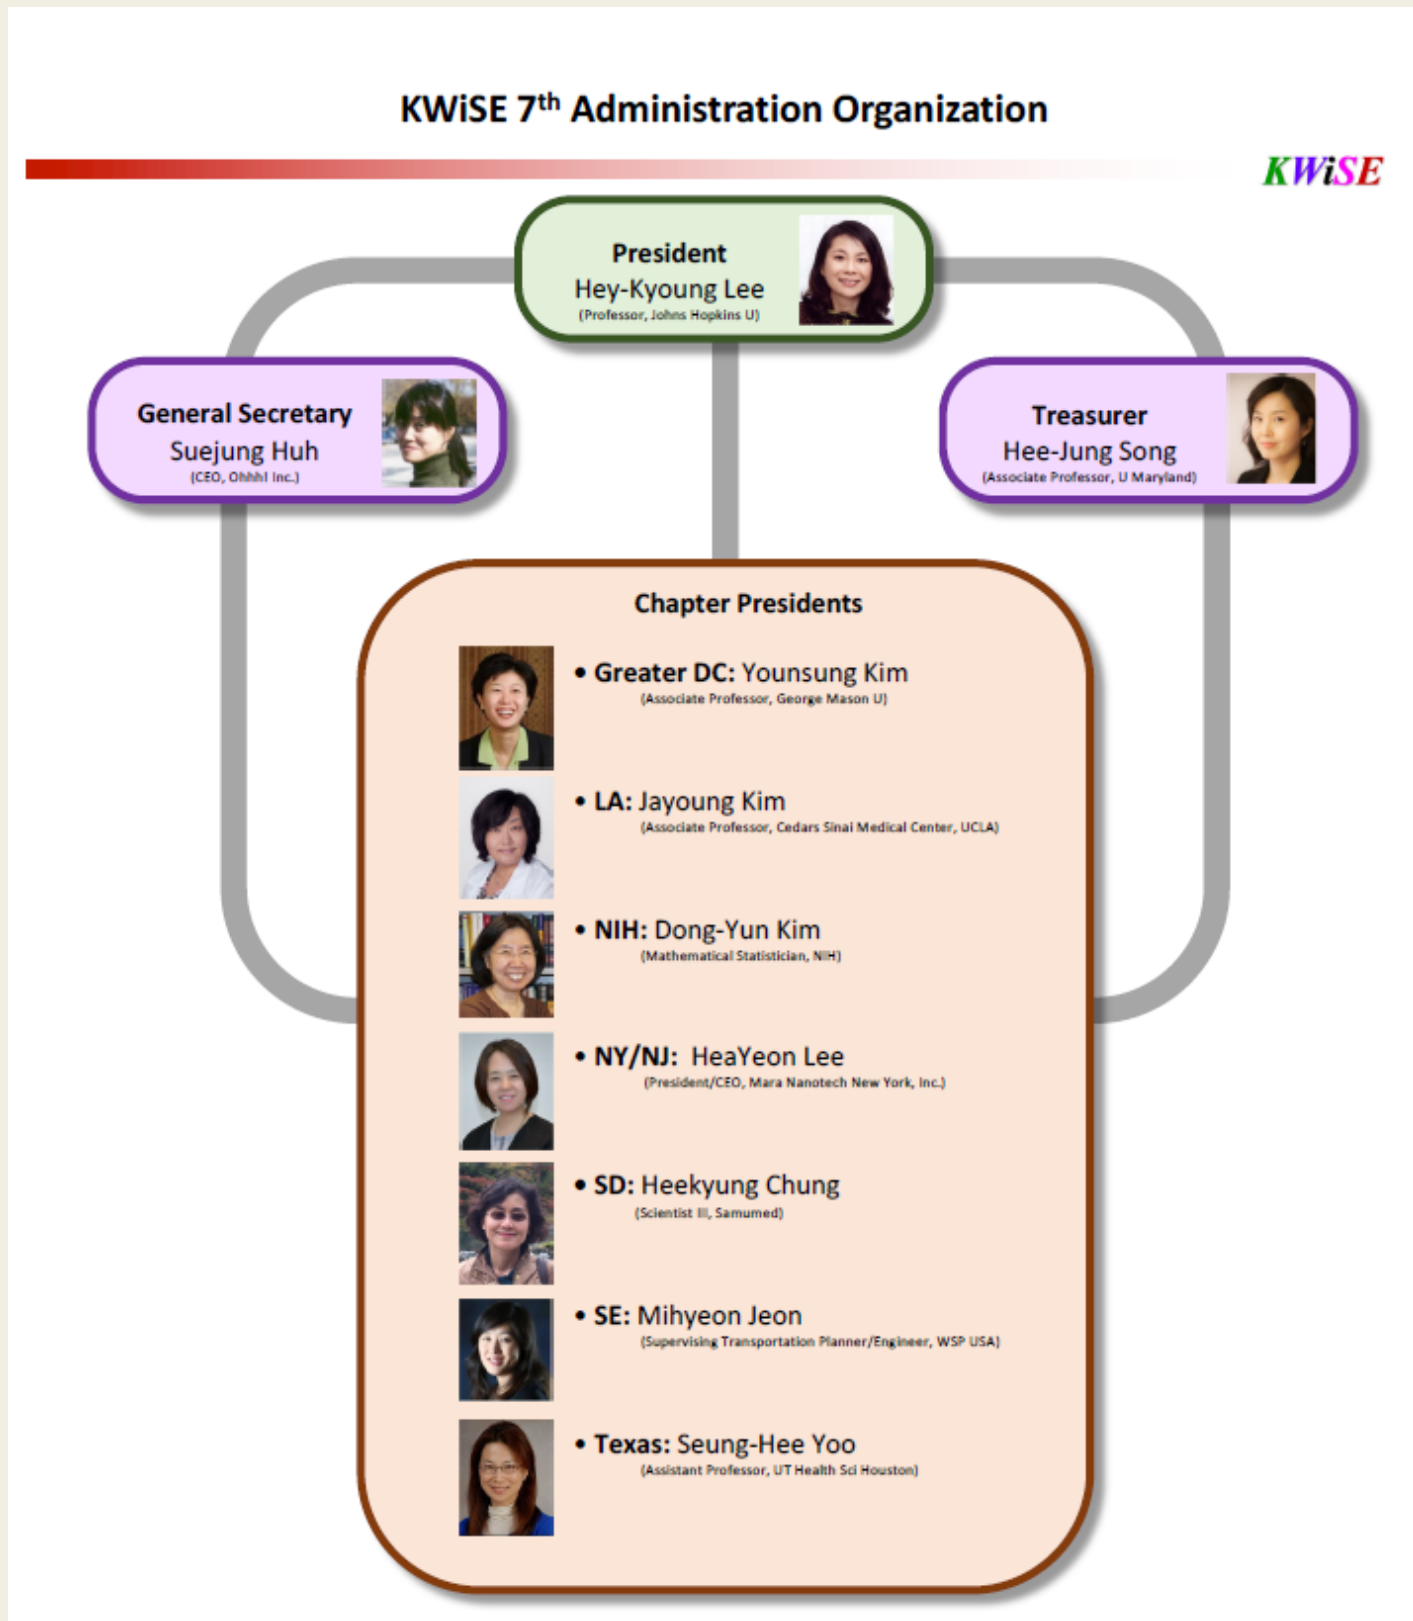 KWiSE 7th Administration Organization
KWiSE
President
Hey-Kyoung Lee
(Professor, Johns Hopkins U)
General Secretary
Suejung Huh
(CEO, Ohhh! Inc.)
Treasurer
Hee-Jung Song
(Associate Professor, U Maryland)
Chapter Presidents
• Greater DC: Younsung Kim
(Associate Professor, George Mason U)
• LA: Jayoung Kim
(Associate Professor, Cedars Sinai Medical Center, UCLA)
• NIH: Dong-Yun Kim
(Mathematical Statistician, NIH)
• NY/NJ: HeaYeon Lee
(President/CEO, Mara Nanotech New York, Inc.)
• SD: Heekyung Chung
(Scientist III, Samumed)
• SE: Mihyeon Jeon
(Supervising Transportation Planner/Engineer, WSP USA)
• Texas: Seung-Hee Yoo
(Assistant Professor, UT Health Sci Houston)